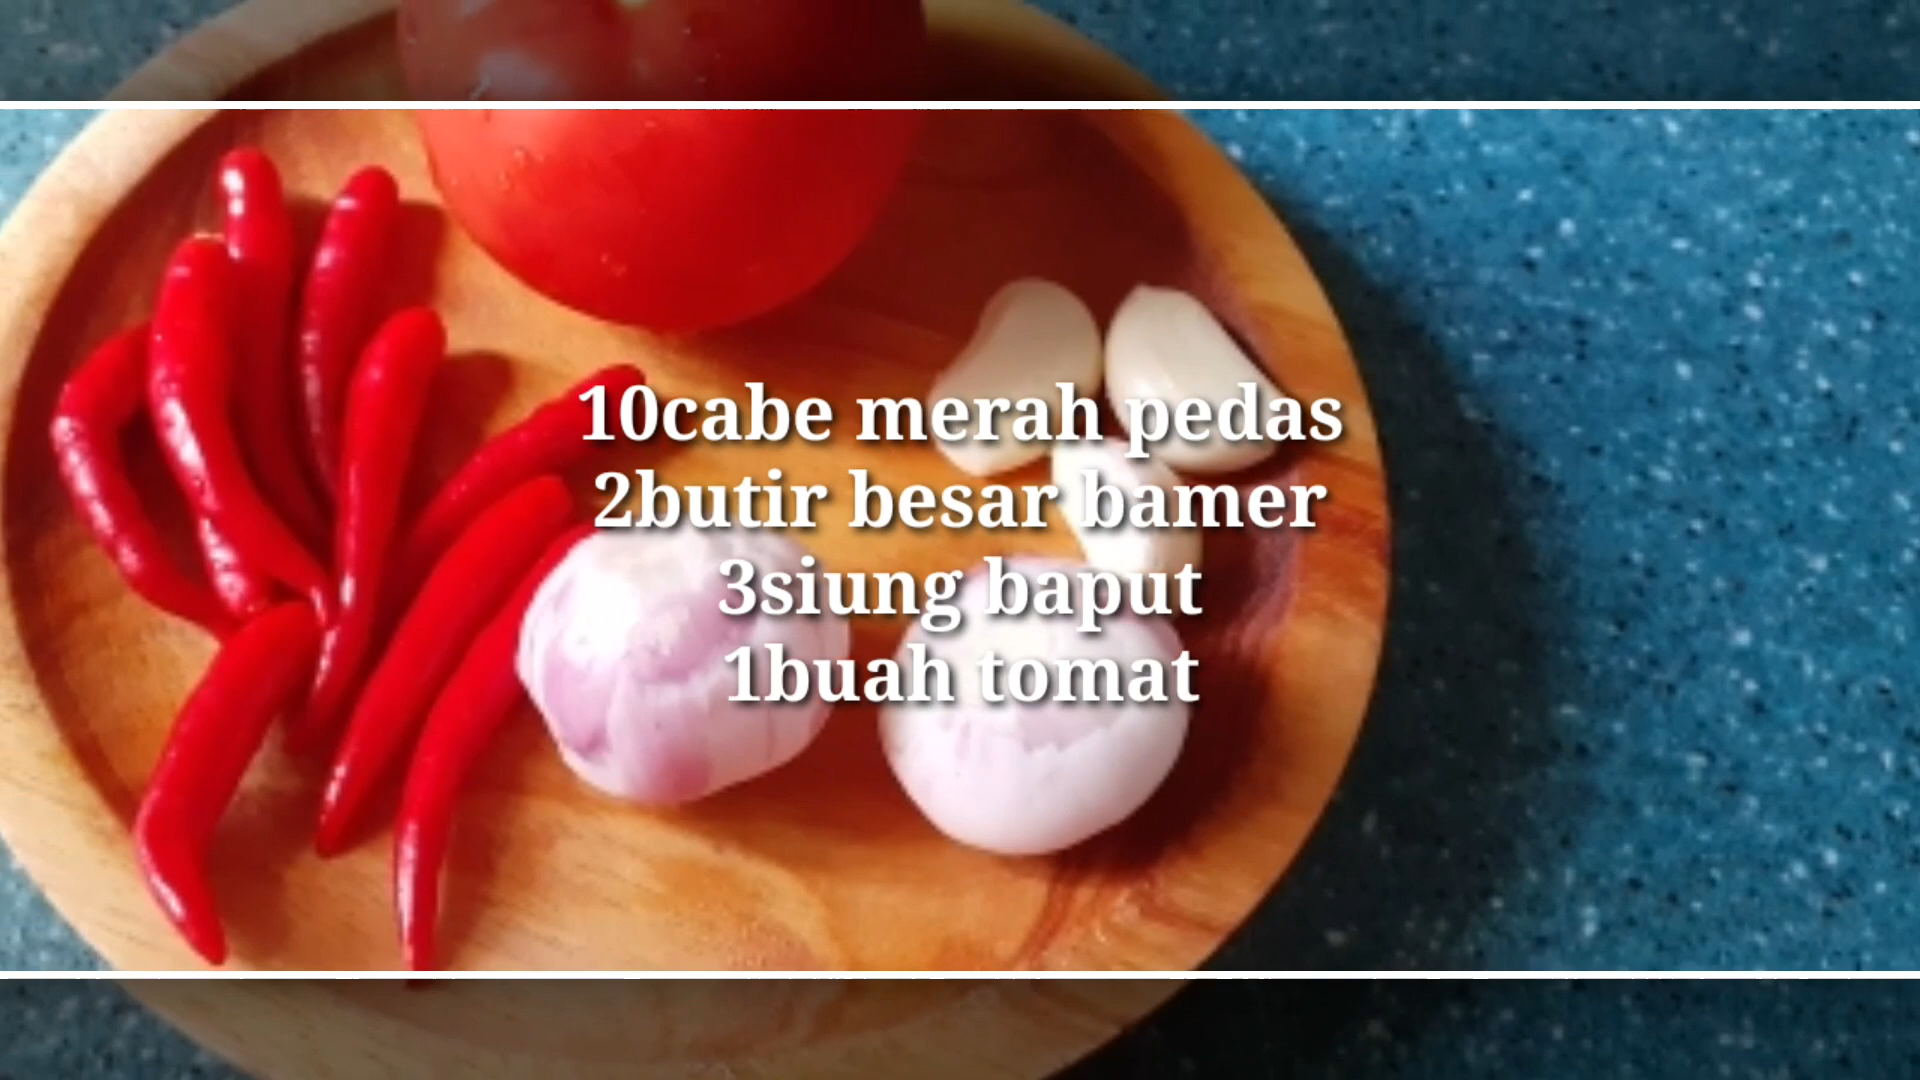 10cabe merah pedas
2butir besar bamer
3siung baput
1buah tomat